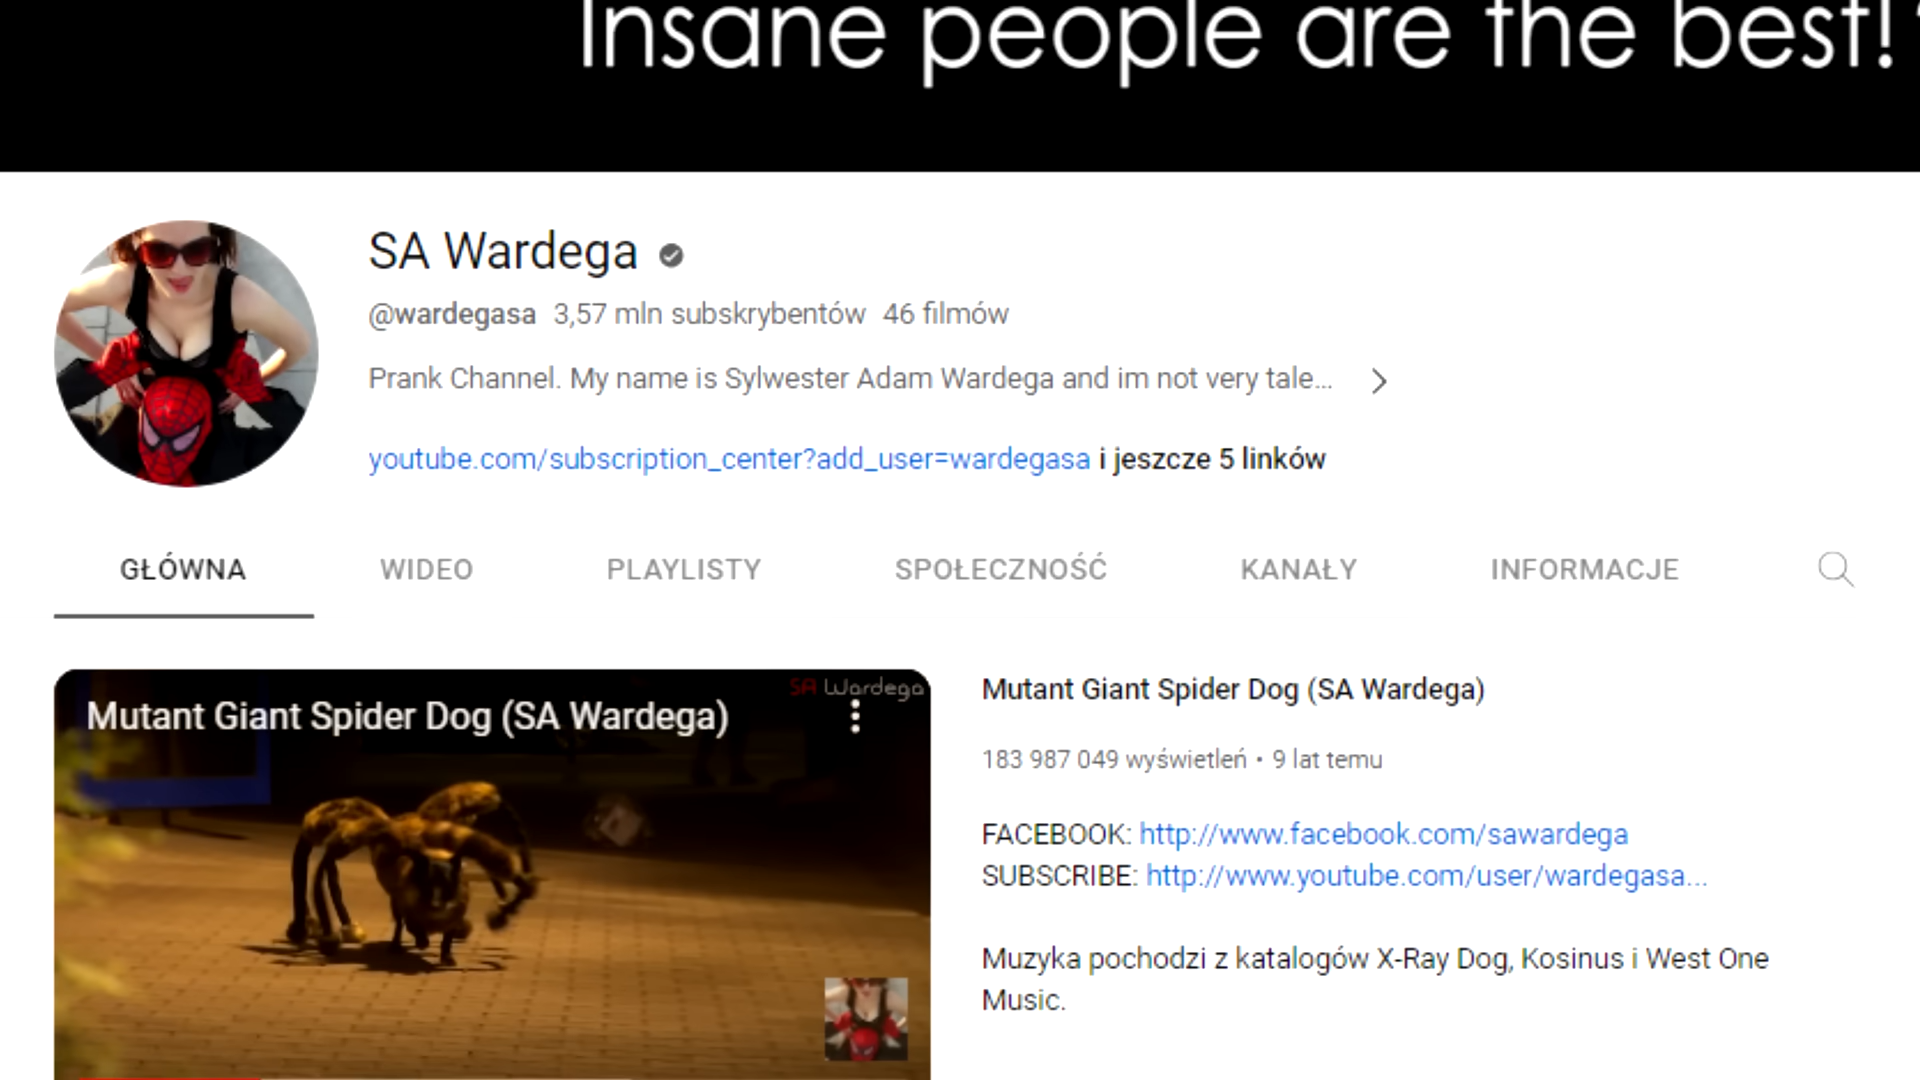 Insane people are the best!
SA Wardega
@wardegasa 3,57 mln subskrybentów 46 filmów
Prank Channel. My name is Sylwester Adam Wardega and im not very tale...
youtube.com/subscription_center?add_user=wardegasa i jeszcze 5 linków
GŁÓWNA WIDEO PLAYLISTY SPOŁECZNOŚĆ KANAŁY INFORMACJE
SA Wardega
Mutant Giant Spider Dog (SA Wardega)
Mutant Giant Spider Dog (SA Wardega)
183 987 049 wyświetleń • 9 lat temu
FACEBOOK: http://www.facebook.com/sawardega
SUBSCRIBE: http://www.youtube.com/user/wardegasa...
Muzyka pochodzi z katalogów X-Ray Dog, Kosinus i West One
Music.